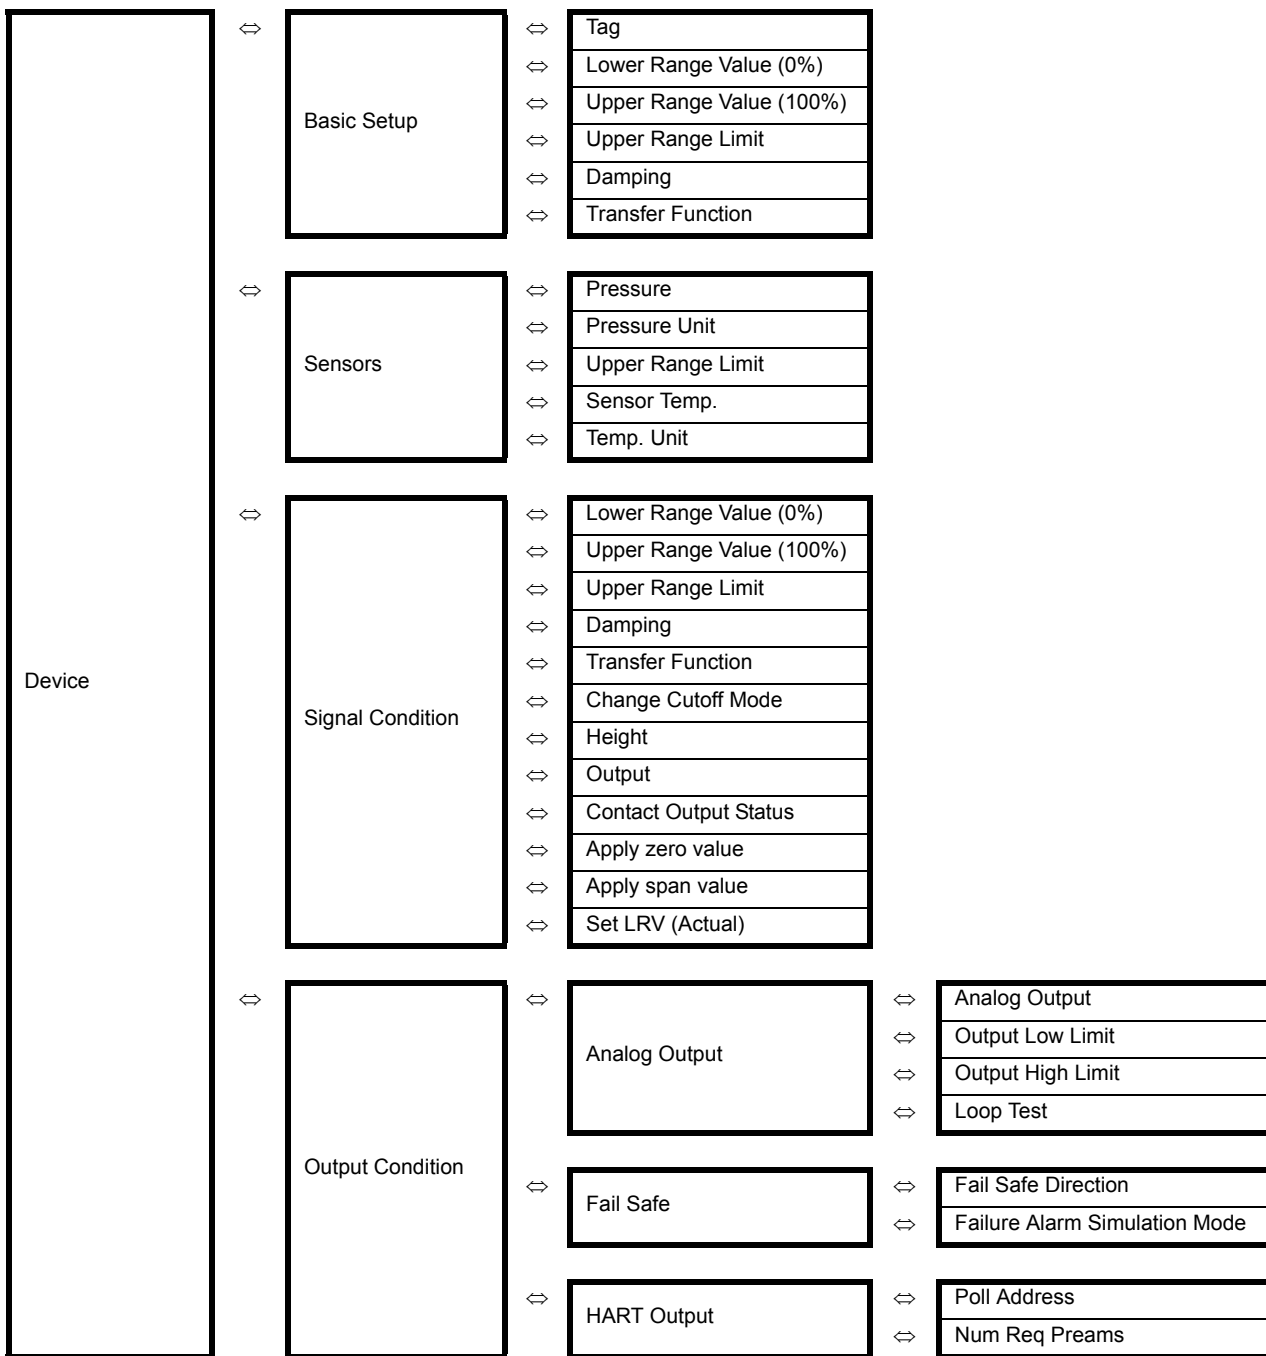 Device
⇔ Basic Setup
⇔ Tag
⇔ Lower Range Value (0%)
⇔ Upper Range Value (100%)
⇔ Upper Range Limit
⇔ Damping
⇔ Transfer Function
⇔ Sensors
⇔ Pressure
⇔ Pressure Unit
⇔ Upper Range Limit
⇔ Sensor Temp.
⇔ Temp. Unit
⇔ Signal Condition
⇔ Lower Range Value (0%)
⇔ Upper Range Value (100%)
⇔ Upper Range Limit
⇔ Damping
⇔ Transfer Function
⇔ Change Cutoff Mode
⇔ Height
⇔ Output
⇔ Contact Output Status
⇔ Apply zero value
⇔ Apply span value
⇔ Set LRV (Actual)
⇔ Output Condition
⇔ Analog Output
⇔ Analog Output
⇔ Output Low Limit
⇔ Output High Limit
⇔ Loop Test
⇔ Fail Safe
⇔ Fail Safe Direction
⇔ Failure Alarm Simulation Mode
⇔ HART Output
⇔ Poll Address
⇔ Num Req Preams